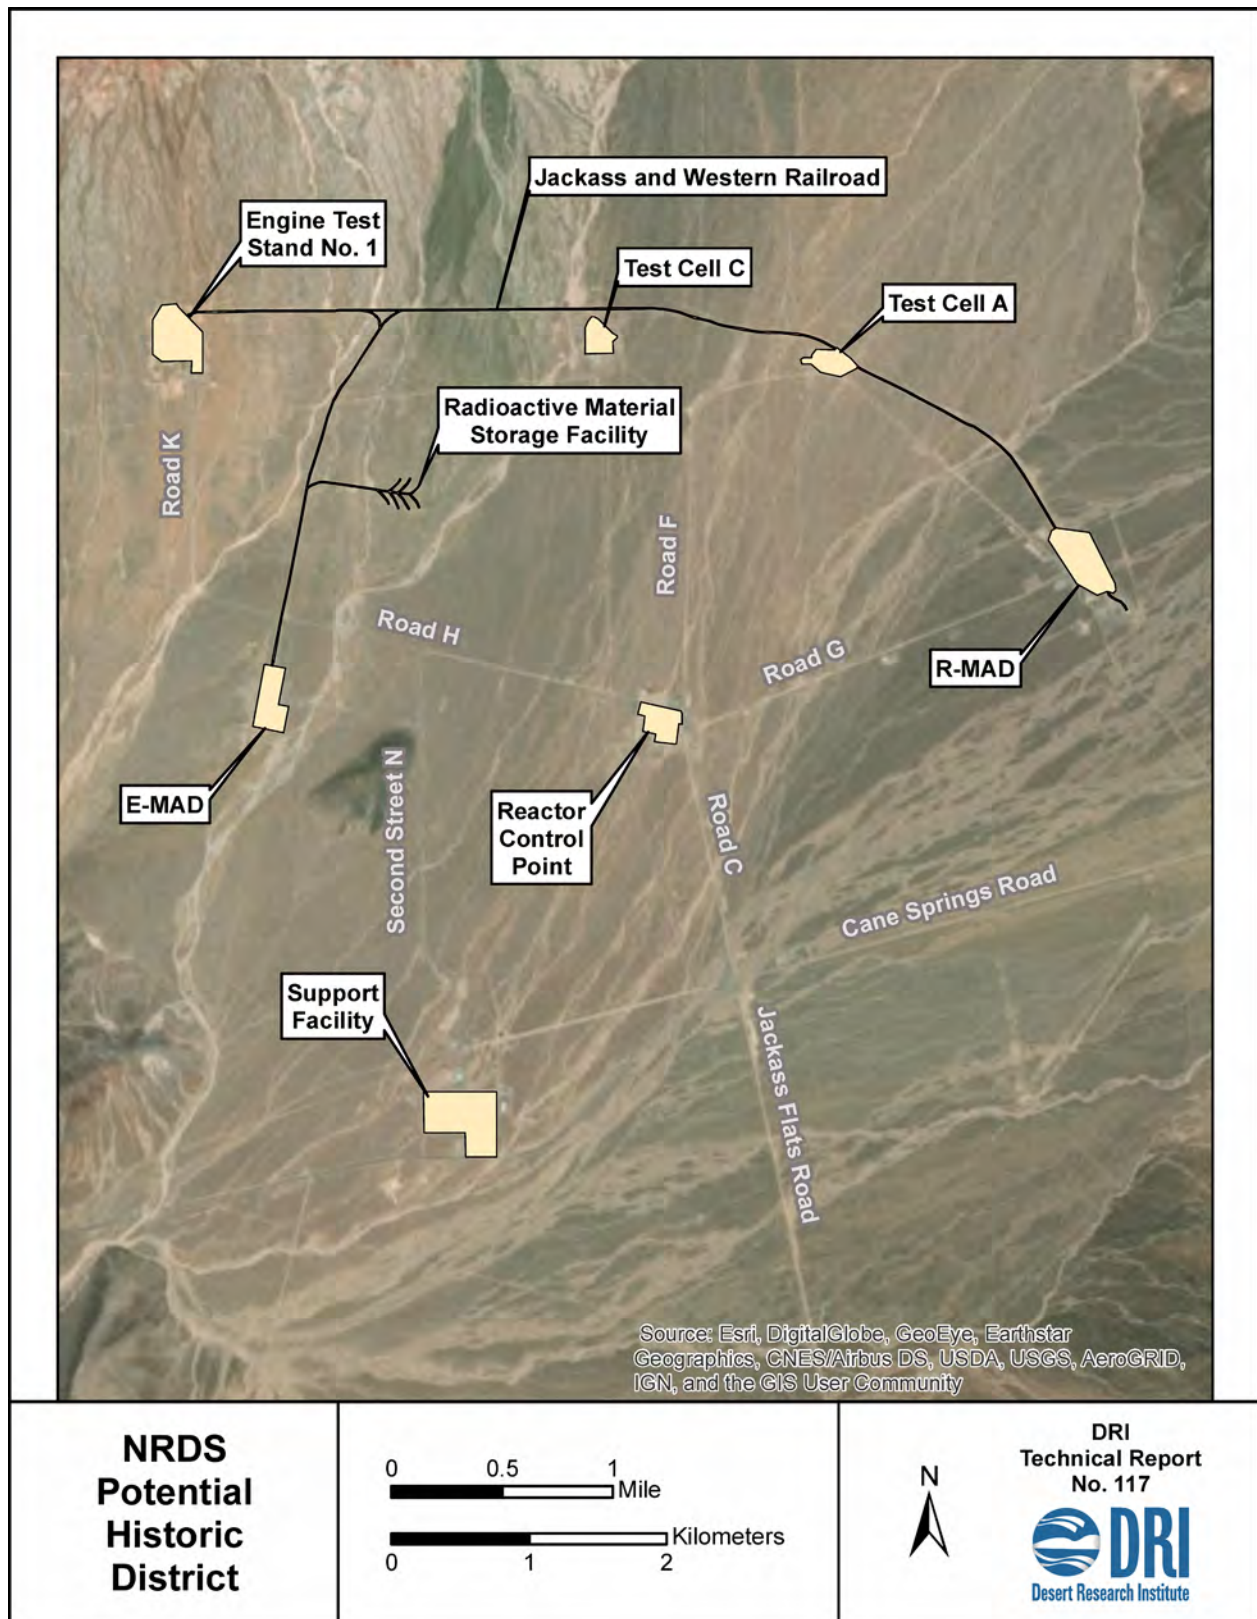 Jackass and Western Railroad
Engine Test
Stand No. 1
Test Cell C
Test Cell A
Radioactive Material
Storage Facility
Road K
Road F
Road H
Road G
R-MAD
E-MAD
Second Street N
Reactor
Control
Point
Road C
Cane Springs Road
Support
Facility
Jackass Flats Road
Source: Esri, DigitalGlobe, GeoEye, Earthstar
Geographics, CNES/Airbus DS, USDA, USGS, AeroGRID,
IGN, and the GIS User Community
NRDS
Potential
Historic
District
0 0.5 1
Mile
Kilometers
0 1 2
N
DRI
Technical Report
No. 117
DRI
Desert Research Institute